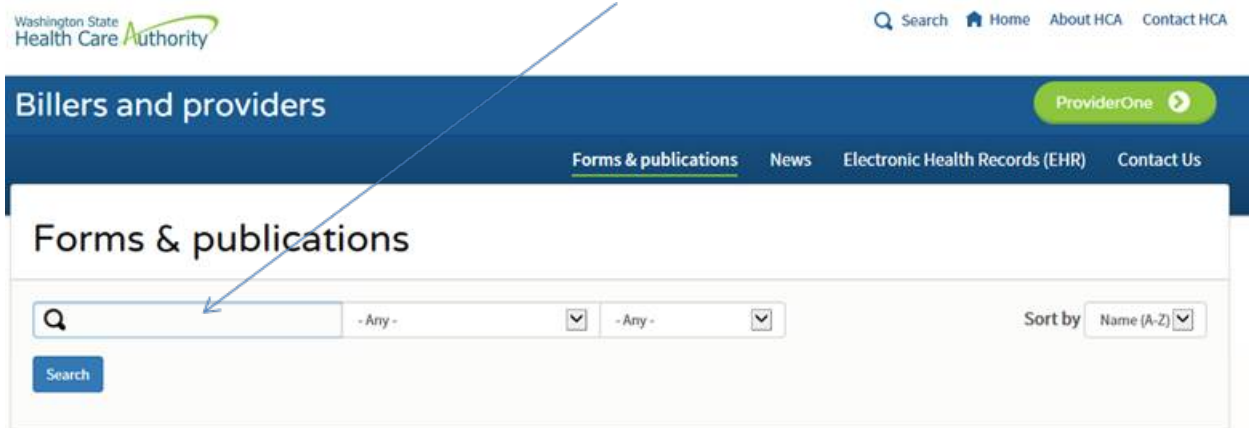 Washington State
Health Care Authority
Search Home About HCA Contact HCA
Billers and providers
ProviderOne
Forms & publications News Electronic Health Records (EHR) Contact Us
Forms & publications
- Any - - Any - Sort by Name (A-Z)
Search